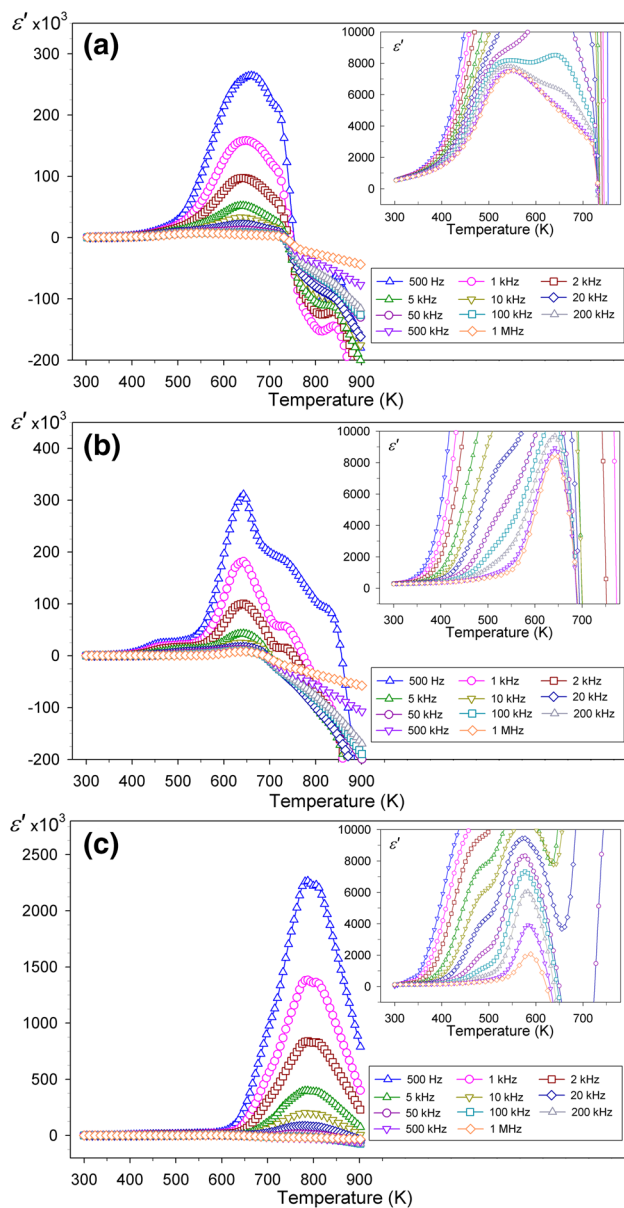 ε′ ×10³
(a)
300
200
100
0
-100
-200
300 400 500 600 700 800 900
Temperature (K)
ε′
10000
8000
6000
4000
2000
0
300 400 500 600 700
Temperature (K)
500 Hz 1 kHz 2 kHz
5 kHz 10 kHz 20 kHz
50 kHz 100 kHz 200 kHz
500 kHz 1 MHz
ε′ ×10³
(b)
400
300
200
100
0
-100
-200
300 400 500 600 700 800 900
Temperature (K)
ε′
10000
8000
6000
4000
2000
0
300 400 500 600 700
Temperature (K)
500 Hz 1 kHz 2 kHz
5 kHz 10 kHz 20 kHz
50 kHz 100 kHz 200 kHz
500 kHz 1 MHz
ε′ ×10³
(c)
2500
2000
1500
1000
500
0
300 400 500 600 700 800 900
Temperature (K)
ε′
10000
8000
6000
4000
2000
0
300 400 500 600 700
Temperature (K)
500 Hz 1 kHz 2 kHz
5 kHz 10 kHz 20 kHz
50 kHz 100 kHz 200 kHz
500 kHz 1 MHz